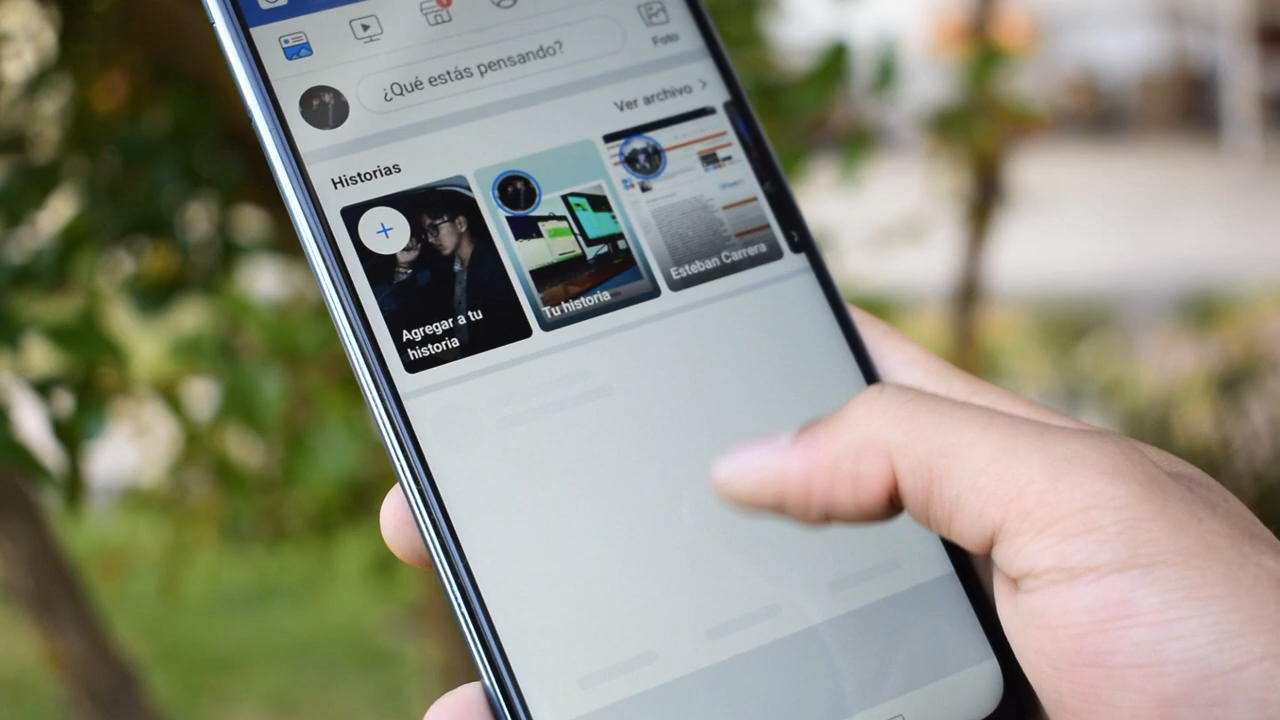 ¿Qué estás pensando?
Foto
Ver archivo
Historias
Agregar a tu
historia
Tu historia
Esteban Carrera